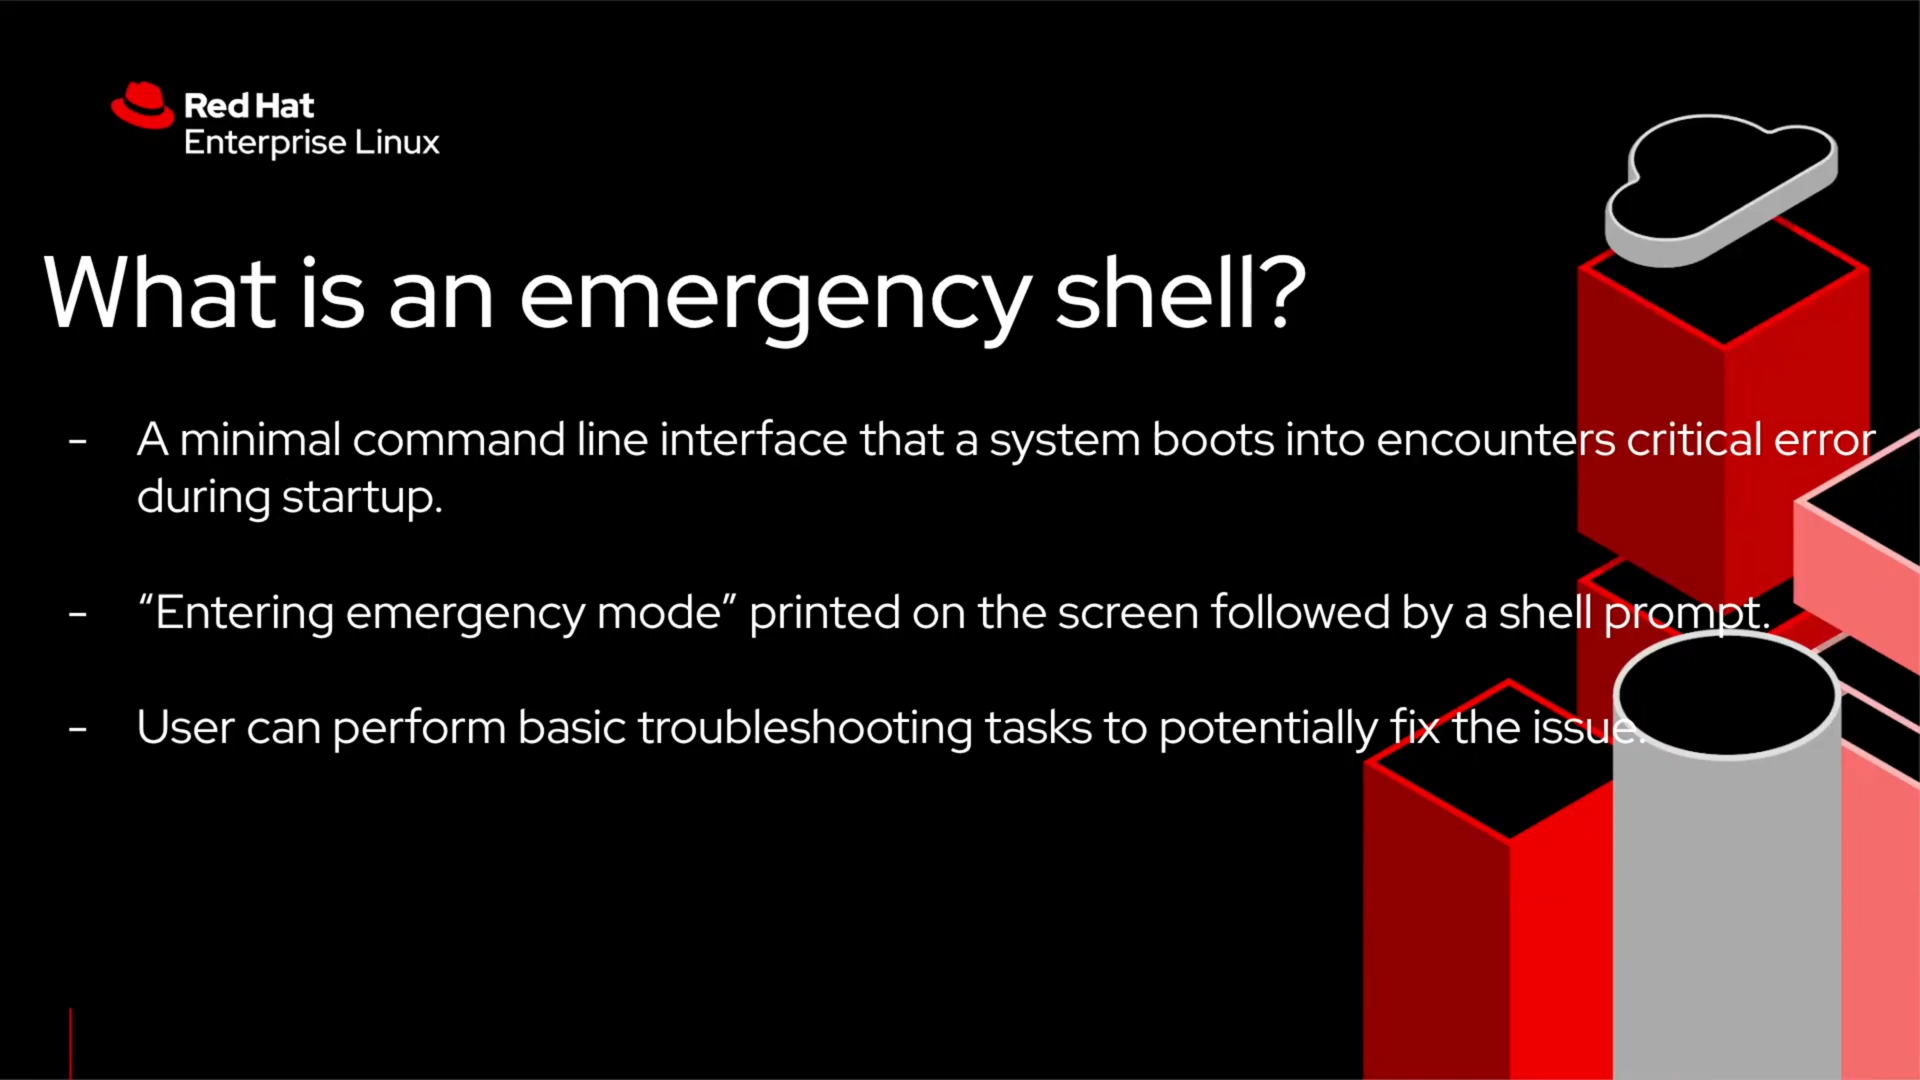 Red Hat
Enterprise Linux
What is an emergency shell?
- A minimal command line interface that a system boots into encounters critical error
during startup.
- “Entering emergency mode” printed on the screen followed by a shell prompt.
- User can perform basic troubleshooting tasks to potentially fix the issue.